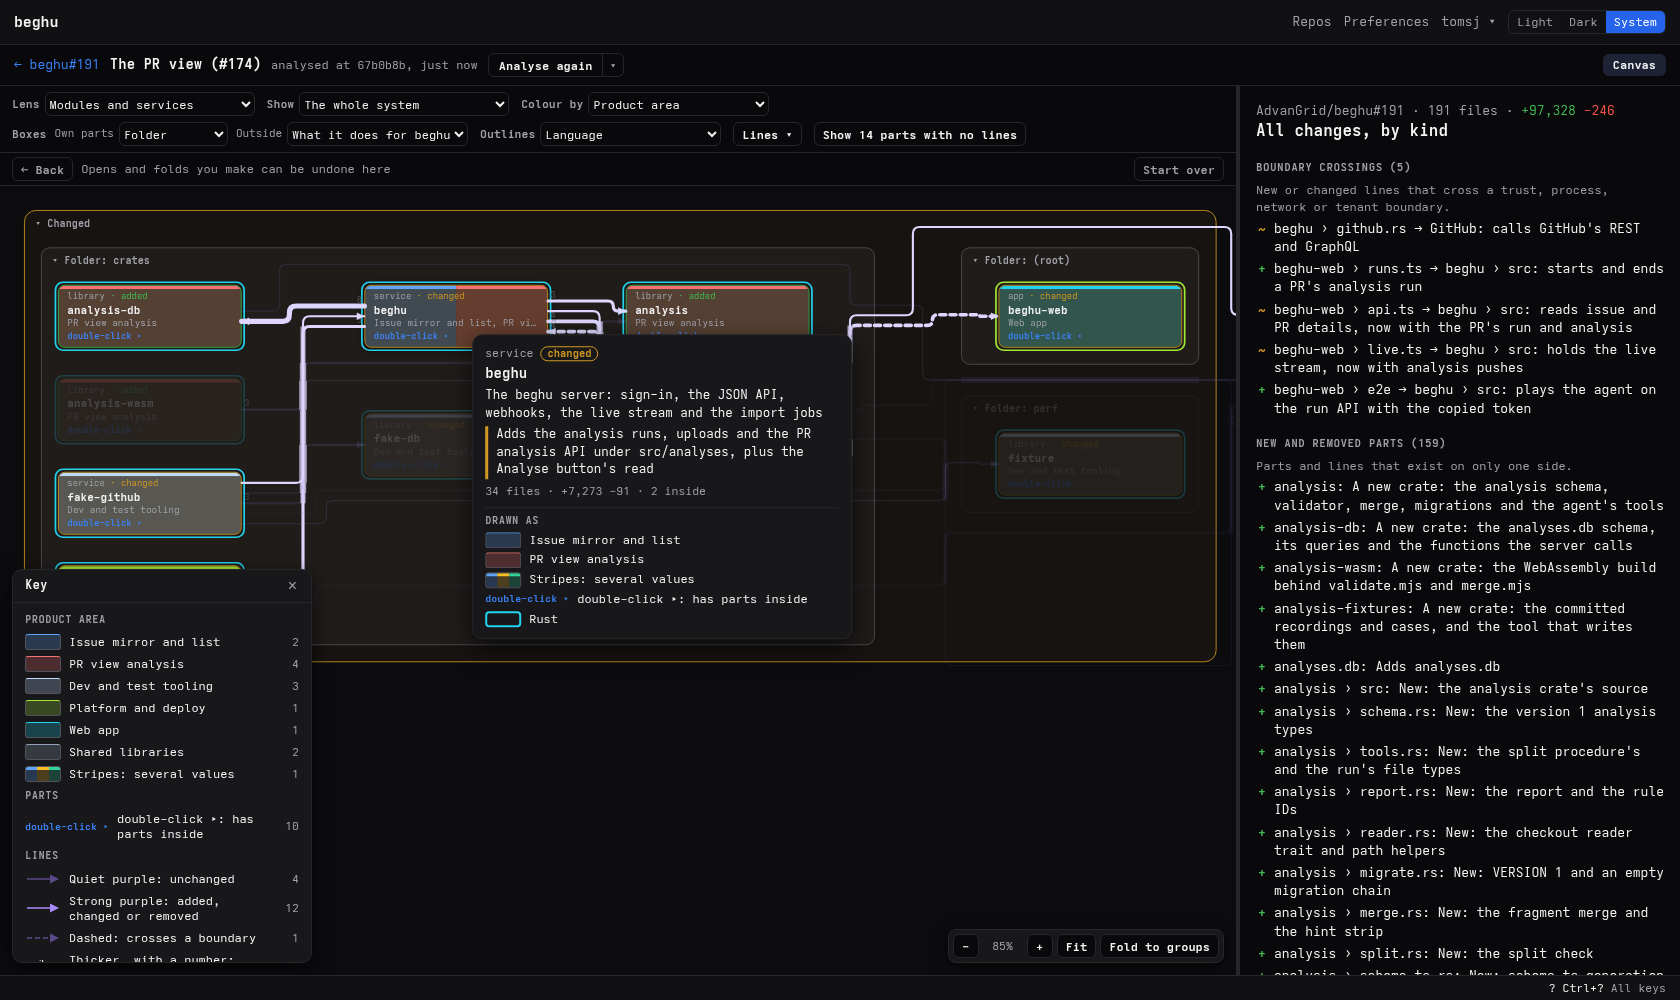 beghu
Repos Preferences tomsj ▾ Light Dark System
← beghu#191 The PR view (#174) analysed at 67b0b8b, just now Analyse again ▾ Canvas
Lens Modules and services Show The whole system Colour by Product area
Boxes Own parts Folder Outside What it does for beghu Outlines Language Lines ▾ Show 14 parts with no lines
← Back Opens and folds you make can be undone here Start over
▾ Changed
▾ Folder: crates
▾ Folder: (root)
library · added
analysis-db
PR view analysis
double-click ▸
service · changed
beghu
Issue mirror and list, PR vi…
double-click ▸
library · added
analysis
PR view analysis
app · changed
beghu-web
Web app
double-click ▸
library · added
analysis-wasm
PR view analysis
double-click ▸
library · changed
fake-db
Dev and test tool
double-click
▾ Folder: perf
library · changed
fixture
Dev and test tooling
double-click ▸
service · changed
fake-github
Dev and test tooling
double-click ▸
service changed
beghu
The beghu server: sign-in, the JSON API,
webhooks, the live stream and the import jobs
Adds the analysis runs, uploads and the PR
analysis API under src/analyses, plus the
Analyse button's read
34 files · +7,273 −91 · 2 inside
DRAWN AS
Issue mirror and list
PR view analysis
Stripes: several values
double-click ▸ double-click ▸: has parts inside
Rust
Key ×
PRODUCT AREA
Issue mirror and list 2
PR view analysis 4
Dev and test tooling 3
Platform and deploy 1
Web app 1
Shared libraries 2
Stripes: several values 1
PARTS
double-click ▸ double-click ▸: has
parts inside 10
LINES
Quiet purple: unchanged 4
Strong purple: added,
changed or removed 12
Dashed: crosses a boundary 1
Thicker, with a number:
− 85% + Fit Fold to groups
AdvanGrid/beghu#191 · 191 files · +97,328 −246
All changes, by kind
BOUNDARY CROSSINGS (5)
New or changed lines that cross a trust, process,
network or tenant boundary.
~ beghu › github.rs → GitHub: calls GitHub's REST
and GraphQL
+ beghu-web › runs.ts → beghu › src: starts and ends
a PR's analysis run
~ beghu-web › api.ts → beghu › src: reads issue and
PR details, now with the PR's run and analysis
~ beghu-web › live.ts → beghu › src: holds the live
stream, now with analysis pushes
+ beghu-web › e2e → beghu › src: plays the agent on
the run API with the copied token
NEW AND REMOVED PARTS (159)
Parts and lines that exist on only one side.
+ analysis: A new crate: the analysis schema,
validator, merge, migrations and the agent's tools
+ analysis-db: A new crate: the analyses.db schema,
its queries and the functions the server calls
+ analysis-wasm: A new crate: the WebAssembly build
behind validate.mjs and merge.mjs
+ analysis-fixtures: A new crate: the committed
recordings and cases, and the tool that writes
them
+ analyses.db: Adds analyses.db
+ analysis › src: New: the analysis crate's source
+ analysis › schema.rs: New: the version 1 analysis
types
+ analysis › tools.rs: New: the split procedure's
and the run's file types
+ analysis › report.rs: New: the report and the rule
IDs
+ analysis › reader.rs: New: the checkout reader
trait and path helpers
+ analysis › migrate.rs: New: VERSION 1 and an empty
migration chain
+ analysis › merge.rs: New: the fragment merge and
the hint strip
+ analysis › split.rs: New: the split check
+ analysis › schema_ts.rs: New: schema.ts generation
? Ctrl+? All keys